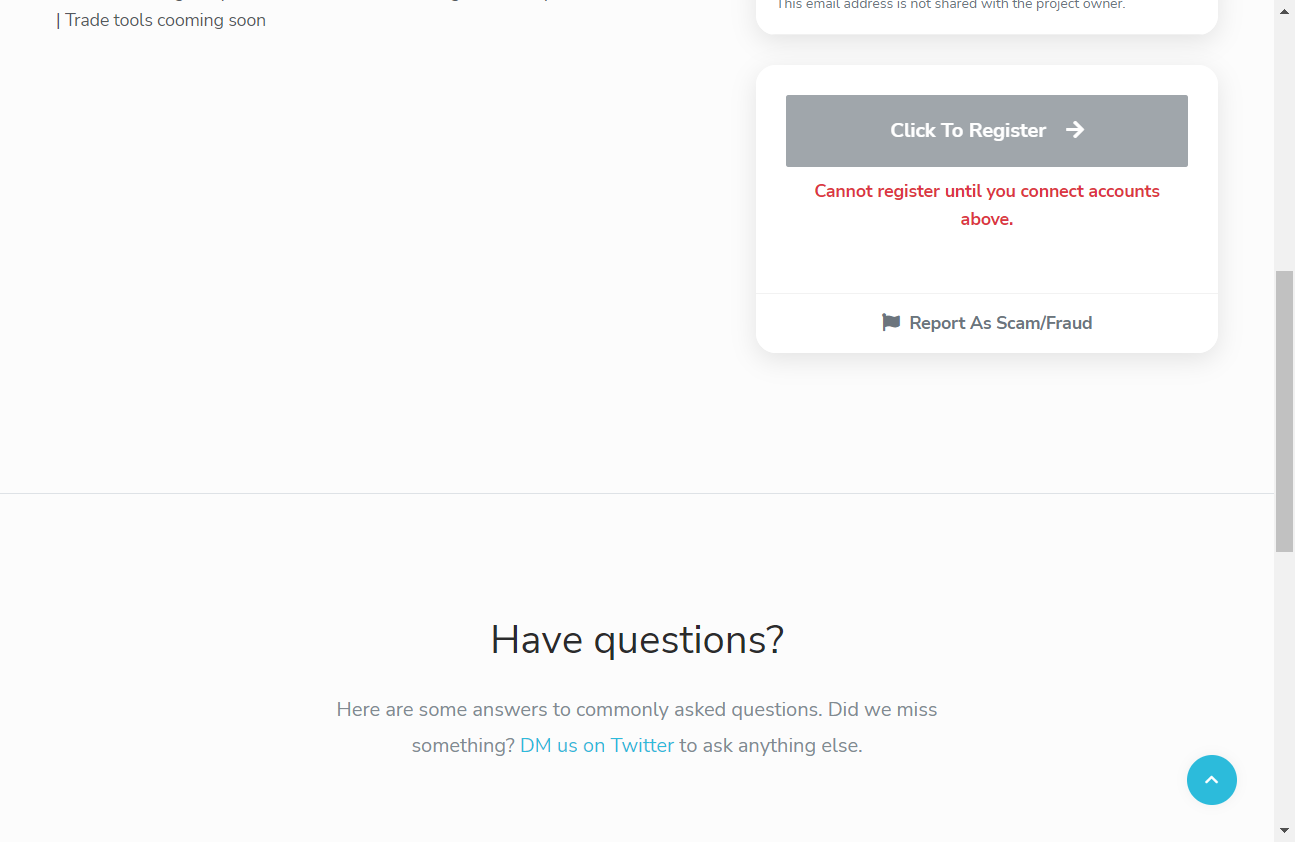 | Trade tools cooming soon
This email address is not shared with the project owner.
Click To Register
Cannot register until you connect accounts
above.
Report As Scam/Fraud
Have questions?
Here are some answers to commonly asked questions. Did we miss
something? DM us on Twitter to ask anything else.